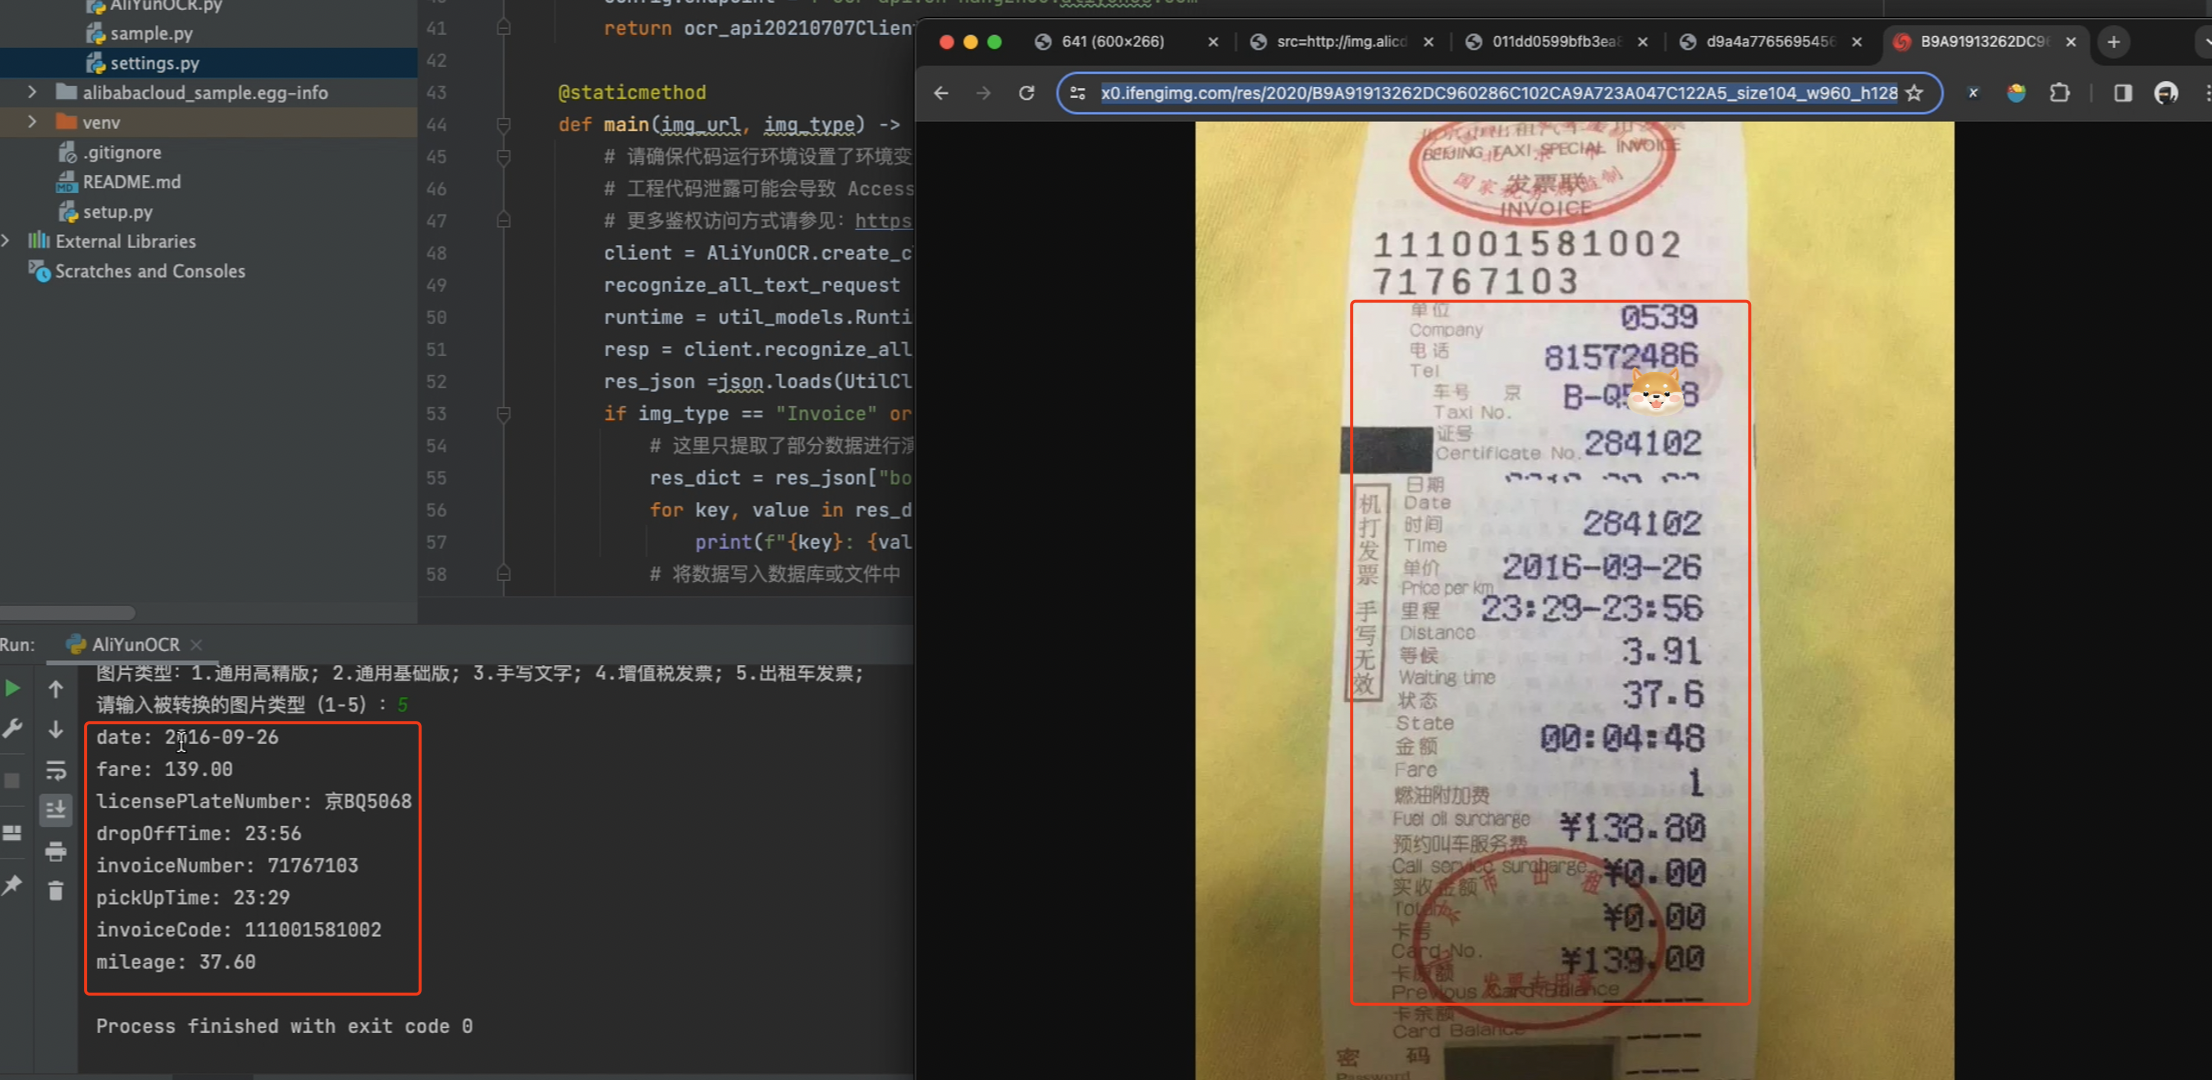 AliYunOCR.py
sample.py
settings.py
alibabacloud_sample.egg-info
venv
.gitignore
README.md
setup.py
External Libraries
Scratches and Consoles
41 return ocr_api20210707Clien
42
43 @staticmethod
44 def main(img_url, img_type) ->
45 # 请确保代码运行环境设置了环境变
46 # 工程代码泄露可能会导致 Access
47 # 更多鉴权访问方式请参见：https
48 client = AliYunOCR.create_c
49 recognize_all_text_request
50 runtime = util_models.Runti
51 resp = client.recognize_all
52 res_json =json.loads(UtilCl
53 if img_type == "Invoice" or
54 # 这里只提取了部分数据进行演
55 res_dict = res_json["bo
56 for key, value in res_d
57 print(f"{key}: {val
58 # 将数据写入数据库或文件中
Run: AliYunOCR
图片类型：1.通用高精版；2.通用基础版；3.手写文字；4.增值税发票；5.出租车发票；
请输入被转换的图片类型（1-5）：5
date: 2016-09-26
fare: 139.00
licensePlateNumber: 京BQ5068
dropOffTime: 23:56
invoiceNumber: 71767103
pickUpTime: 23:29
invoiceCode: 111001581002
mileage: 37.60
Process finished with exit code 0
641 (600×266)
src=http://img.alicd
011dd0599bfb3ea8
d9a4a7765695456
B9A91913262DC96
x0.ifengimg.com/res/2020/B9A91913262DC960286C102CA9A723A047C122A5_size104_w960_h128
BEIJING TAXI SPECIAL INVOICE
发票联
INVOICE
111001581002
71767103
单位 0539
Company
电话 81572486
Tel
车号 京 B-Q
Taxi No.
证号 284102
Certificate No.
日期
Date
时间 284102
Time
单价 2016-09-26
Price per km
里程 23:29-23:56
Distance
等候 3.91
Waiting time
状态 37.6
State
金额 00:04:48
Fare
燃油附加费 1
Fuel oil surcharge ¥138.80
预约叫车服务费
Call service surcharge ¥0.00
实收金额
Total ¥0.00
卡号
Card No. ¥139.00
卡原额
Previous Card Balance
卡余额
Card Balance
密 码
Password
机打发票 手写无效
发票专用章